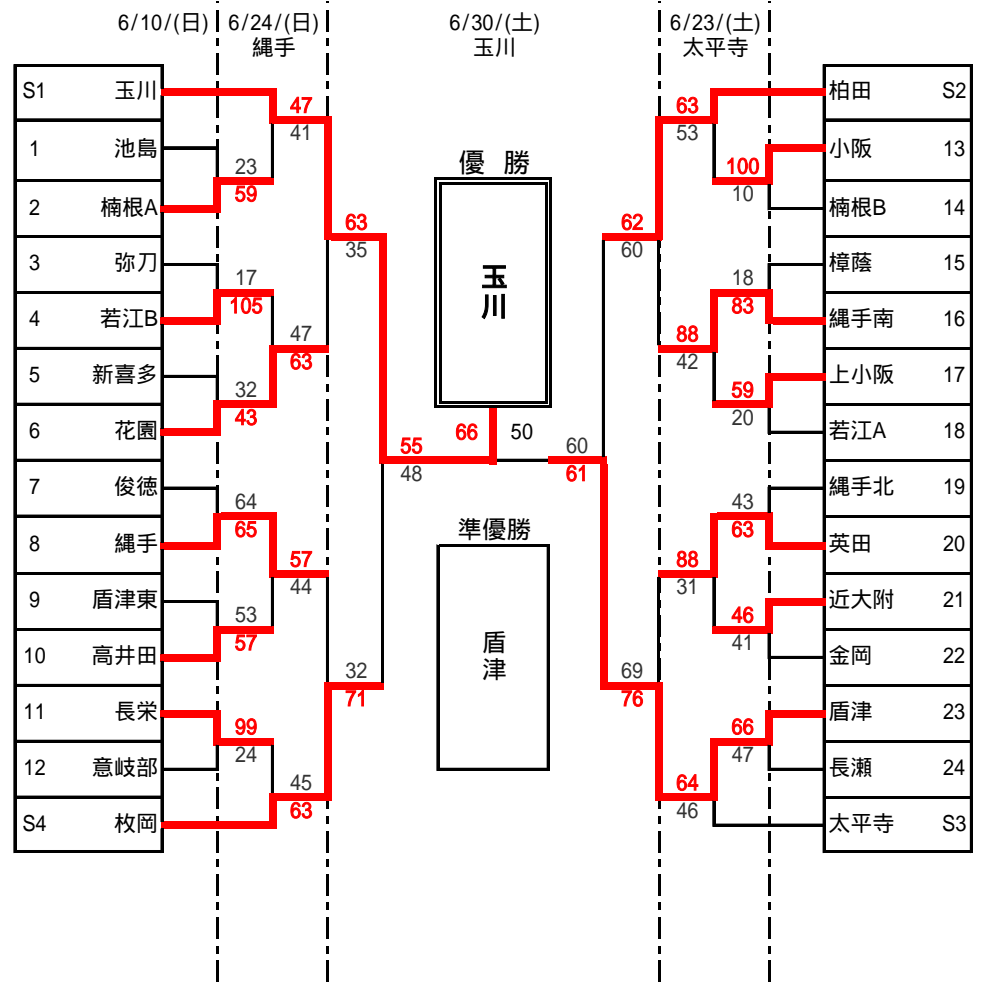 6/10/(日) 6/24/(日) 6/30/(土) 6/23/(土)
縄手 玉川 太平寺
S1 玉川 47 63 柏田 S2
41 53
1 池島 優 勝 小阪 13
23 100
59 10
2 楠根A 楠根B 14
63 62
35 60
3 弥刀 玉川 樟蔭 15
17 18
105 83
4 若江B 縄手南 16
47 88
63 42
5 新喜多 上小阪 17
32 59
43 20
6 花園 66 50 若江A 18
55 60
48 61
7 俊徳 縄手北 19
64 43
65 63
8 縄手 準優勝 英田 20
57 88
44 31
9 盾津東 近大附 21
53 46
57 41
10 高井田 盾津 金岡 22
32 69
71 76
11 長栄 盾津 23
99 66
24 47
12 意岐部 長瀬 24
45 64
63 46
S4 枚岡 太平寺 S3